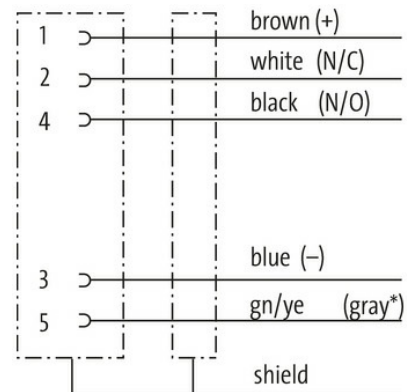 1 brown (+)
2 white (N/C)
4 black (N/O)
3 blue (–)
5 gn/ye (gray*)
shield